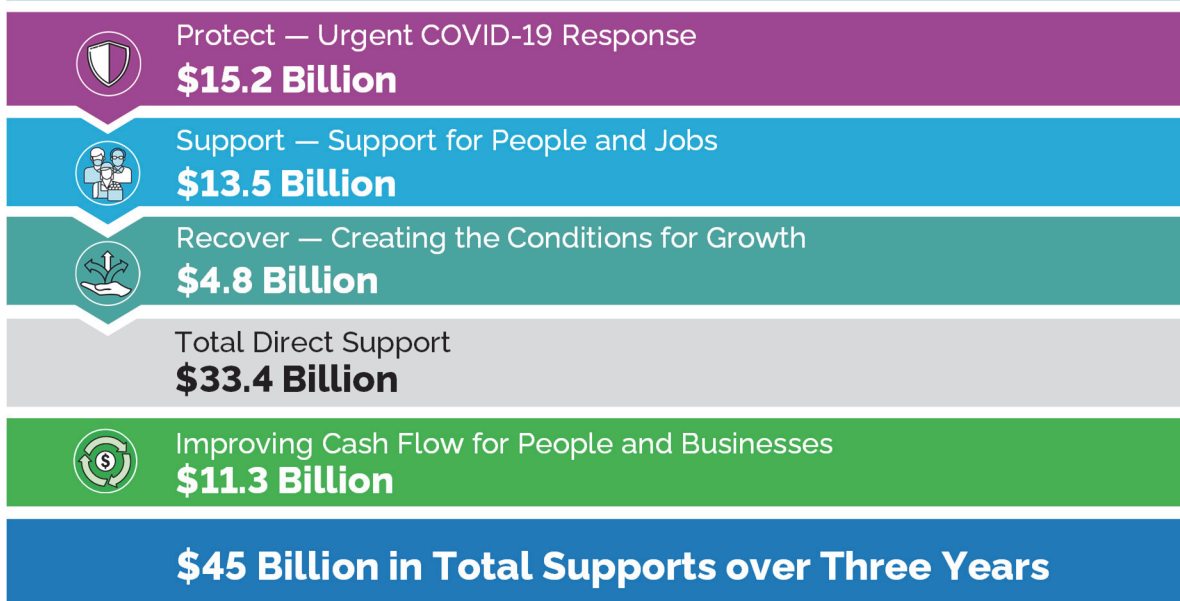 Protect — Urgent COVID-19 Response
$15.2 Billion
Support — Support for People and Jobs
$13.5 Billion
Recover — Creating the Conditions for Growth
$4.8 Billion
Total Direct Support
$33.4 Billion
Improving Cash Flow for People and Businesses
$
$11.3 Billion
$45 Billion in Total Supports over Three Years